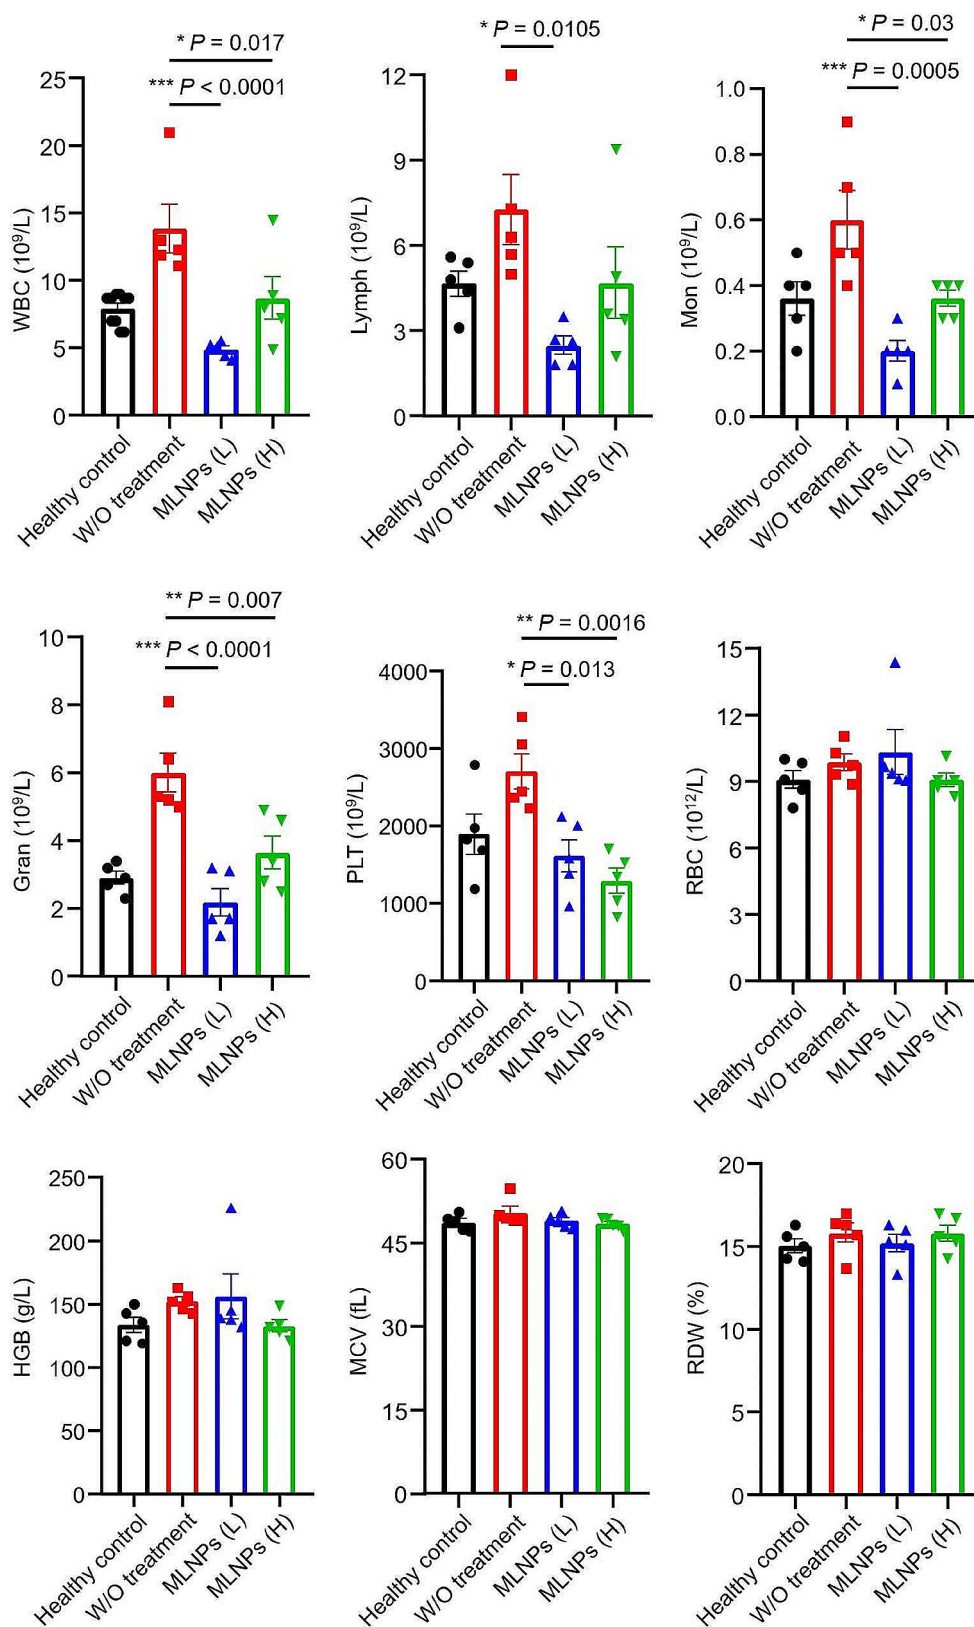 * P = 0.017
*** P < 0.0001
WBC (10⁹/L)
25
20
15
10
5
0
Healthy control
W/O treatment
MLNPs (L)
MLNPs (H)
* P = 0.0105
Lymph (10⁹/L)
12
9
6
3
0
Healthy control
W/O treatment
MLNPs (L)
MLNPs (H)
* P = 0.03
*** P = 0.0005
Mon (10⁹/L)
1.0
0.8
0.6
0.4
0.2
0.0
Healthy control
W/O treatment
MLNPs (L)
MLNPs (H)
** P = 0.007
*** P < 0.0001
Gran (10⁹/L)
10
8
6
4
2
0
Healthy control
W/O treatment
MLNPs (L)
MLNPs (H)
** P = 0.0016
* P = 0.013
PLT (10⁹/L)
4000
3000
2000
1000
0
Healthy control
W/O treatment
MLNPs (L)
MLNPs (H)
RBC (10¹²/L)
15
12
9
6
3
0
Healthy control
W/O treatment
MLNPs (L)
MLNPs (H)
HGB (g/L)
250
200
150
100
50
0
Healthy control
W/O treatment
MLNPs (L)
MLNPs (H)
MCV (fL)
60
45
30
15
0
Healthy control
W/O treatment
MLNPs (L)
MLNPs (H)
RDW (%)
20
15
10
5
0
Healthy control
W/O treatment
MLNPs (L)
MLNPs (H)